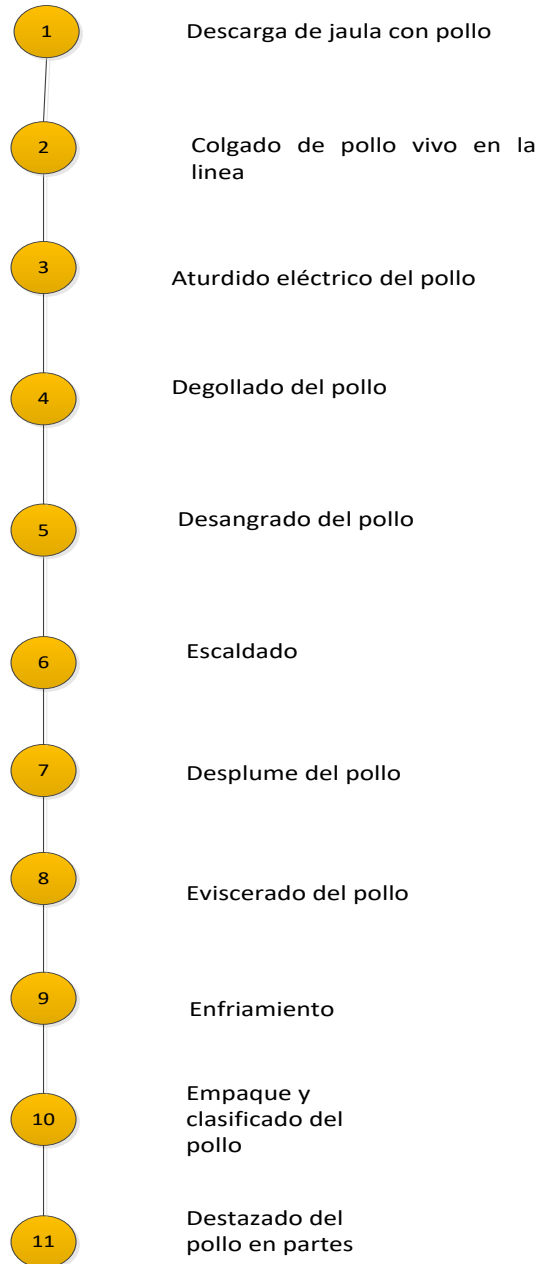 1 Descarga de jaula con pollo
2 Colgado de pollo vivo en la
linea
3 Aturdido eléctrico del pollo
4 Degollado del pollo
5 Desangrado del pollo
6 Escaldado
7 Desplume del pollo
8 Eviscerado del pollo
9 Enfriamiento
10 Empaque y
clasificado del
pollo
11 Destazado del
pollo en partes